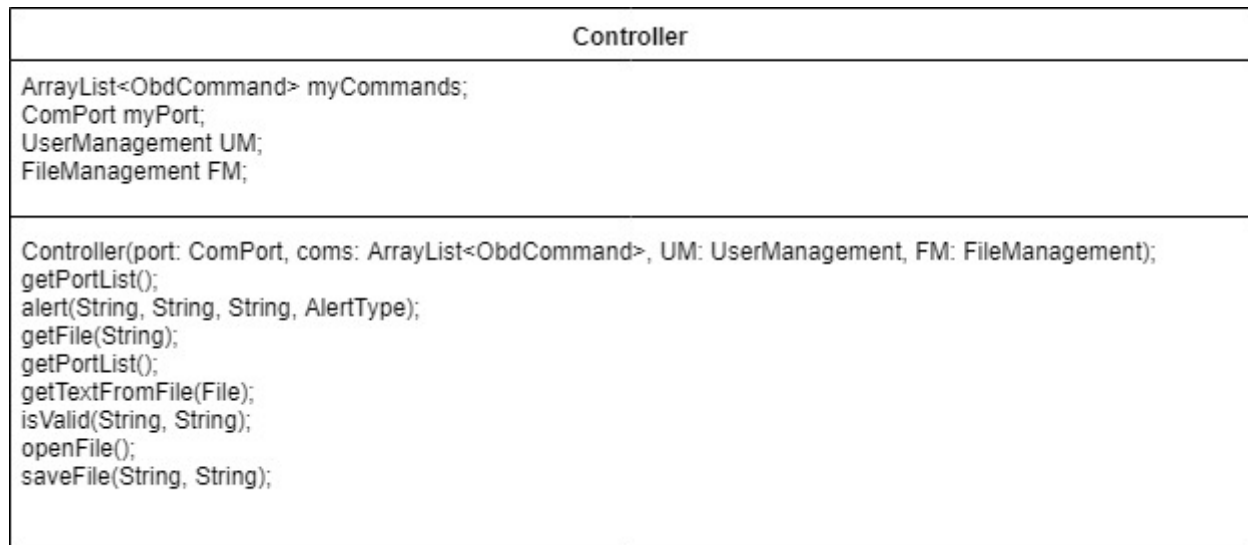 Controller
ArrayList<ObdCommand> myCommands;
ComPort myPort;
UserManagement UM;
FileManagement FM;
Controller(port: ComPort, coms: ArrayList<ObdCommand>, UM: UserManagement, FM: FileManagement);
getPortList();
alert(String, String, String, AlertType);
getFile(String);
getPortList();
getTextFromFile(File);
isValid(String, String);
openFile();
saveFile(String, String);